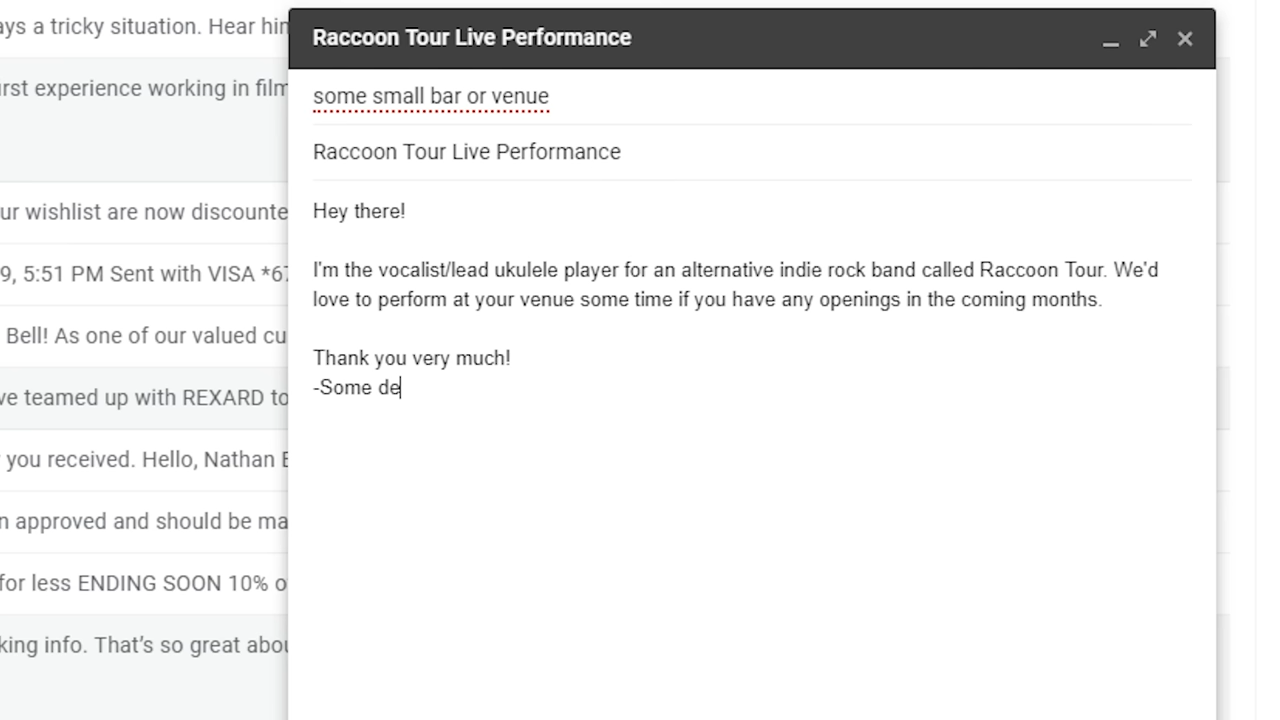 ays a tricky situation. Hear hin
Raccoon Tour Live Performance
some small bar or venue
irst experience working in film
Raccoon Tour Live Performance
Hey there!
ur wishlist are now discounte
I'm the vocalist/lead ukulele player for an alternative indie rock band called Raccoon Tour. We'd
love to perform at your venue some time if you have any openings in the coming months.
9, 5:51 PM Sent with VISA *67
Bell! As one of our valued cu
Thank you very much!
-Some de
ve teamed up with REXARD to
you received. Hello, Nathan B
n approved and should be ma
for less ENDING SOON 10% o
king info. That's so great abou